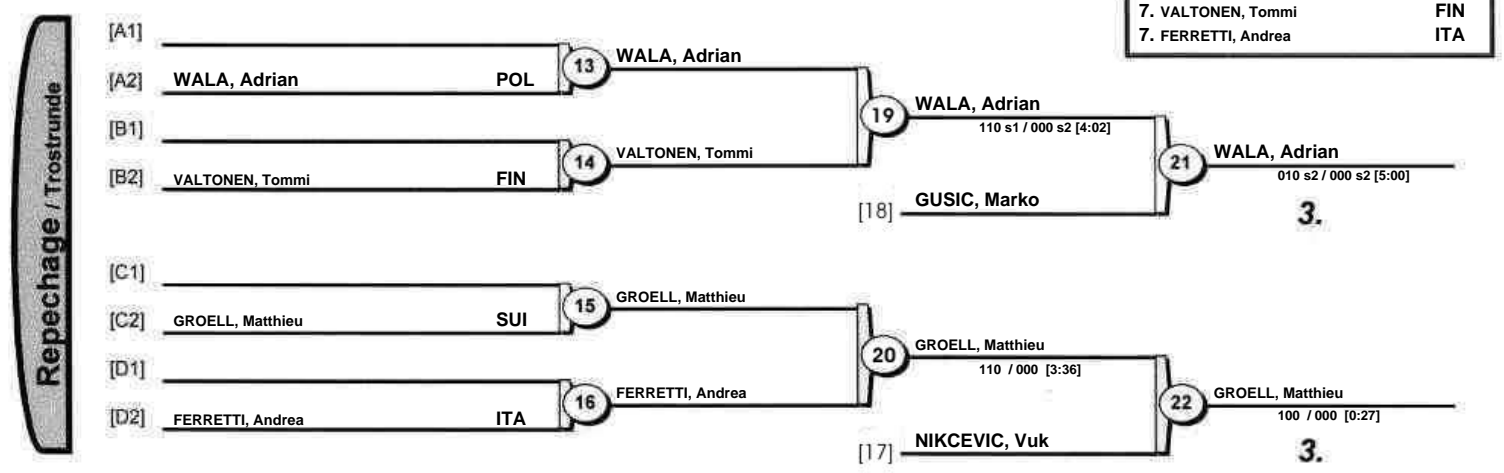 7. VALTONEN, Tommi FIN
7. FERRETTI, Andrea ITA
Repechage / Trostrunde
[A1]
[A2] WALA, Adrian POL
13 WALA, Adrian
[B1]
[B2] VALTONEN, Tommi FIN
14 VALTONEN, Tommi
19 WALA, Adrian
110 s1 / 000 s2 [4:02]
[18] GUSIC, Marko
21 WALA, Adrian
010 s2 / 000 s2 [5:00]
3.
[C1]
[C2] GROELL, Matthieu SUI
15 GROELL, Matthieu
[D1]
[D2] FERRETTI, Andrea ITA
16 FERRETTI, Andrea
20 GROELL, Matthieu
110 / 000 [3:36]
[17] NIKCEVIC, Vuk
22 GROELL, Matthieu
100 / 000 [0:27]
3.